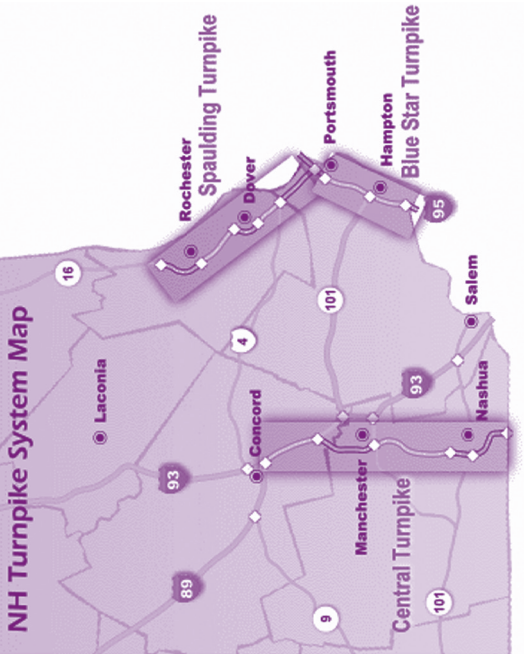 NH Turnpike System Map
16
Laconia
Rochester
Spaulding Turnpike
Dover
Portsmouth
Hampton
Blue Star Turnpike
95
4
101
Concord
93
93
Salem
Nashua
Manchester
Central Turnpike
89
9
101